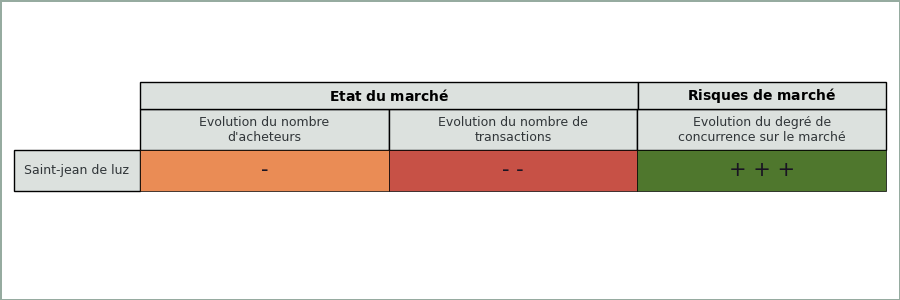 Etat du marché
Risques de marché
Evolution du nombre
d'acheteurs
Evolution du nombre de
transactions
Evolution du degré de
concurrence sur le marché
Saint-jean de luz
-
- -
+ + +